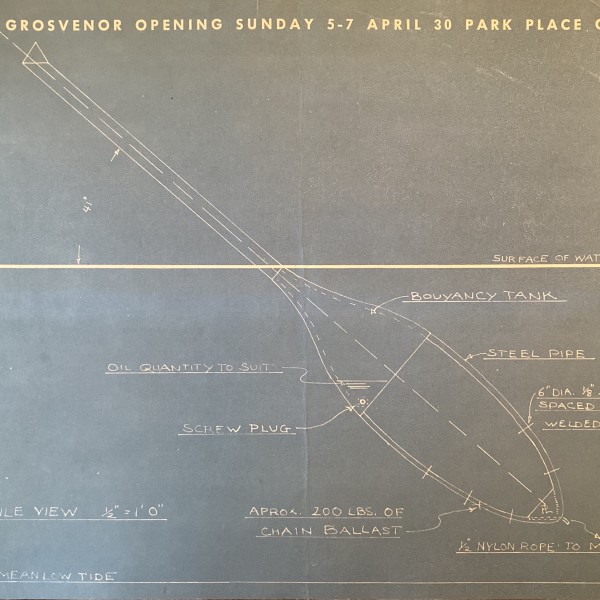 GROSVENOR OPENING SUNDAY 5-7 APRIL 30 PARK PLACE
41°
SURFACE OF WAT
BOUYANCY TANK
STEEL PIPE
OIL QUANTITY TO SUIT
6" DIA. 1/8"
SPACED
WELDED
SCREW PLUG
ILE VIEW 1/2" = 1' 0"
APROX. 200 LBS. OF
CHAIN BALLAST
1/2" NYLON ROPE TO M
MEAN LOW TIDE